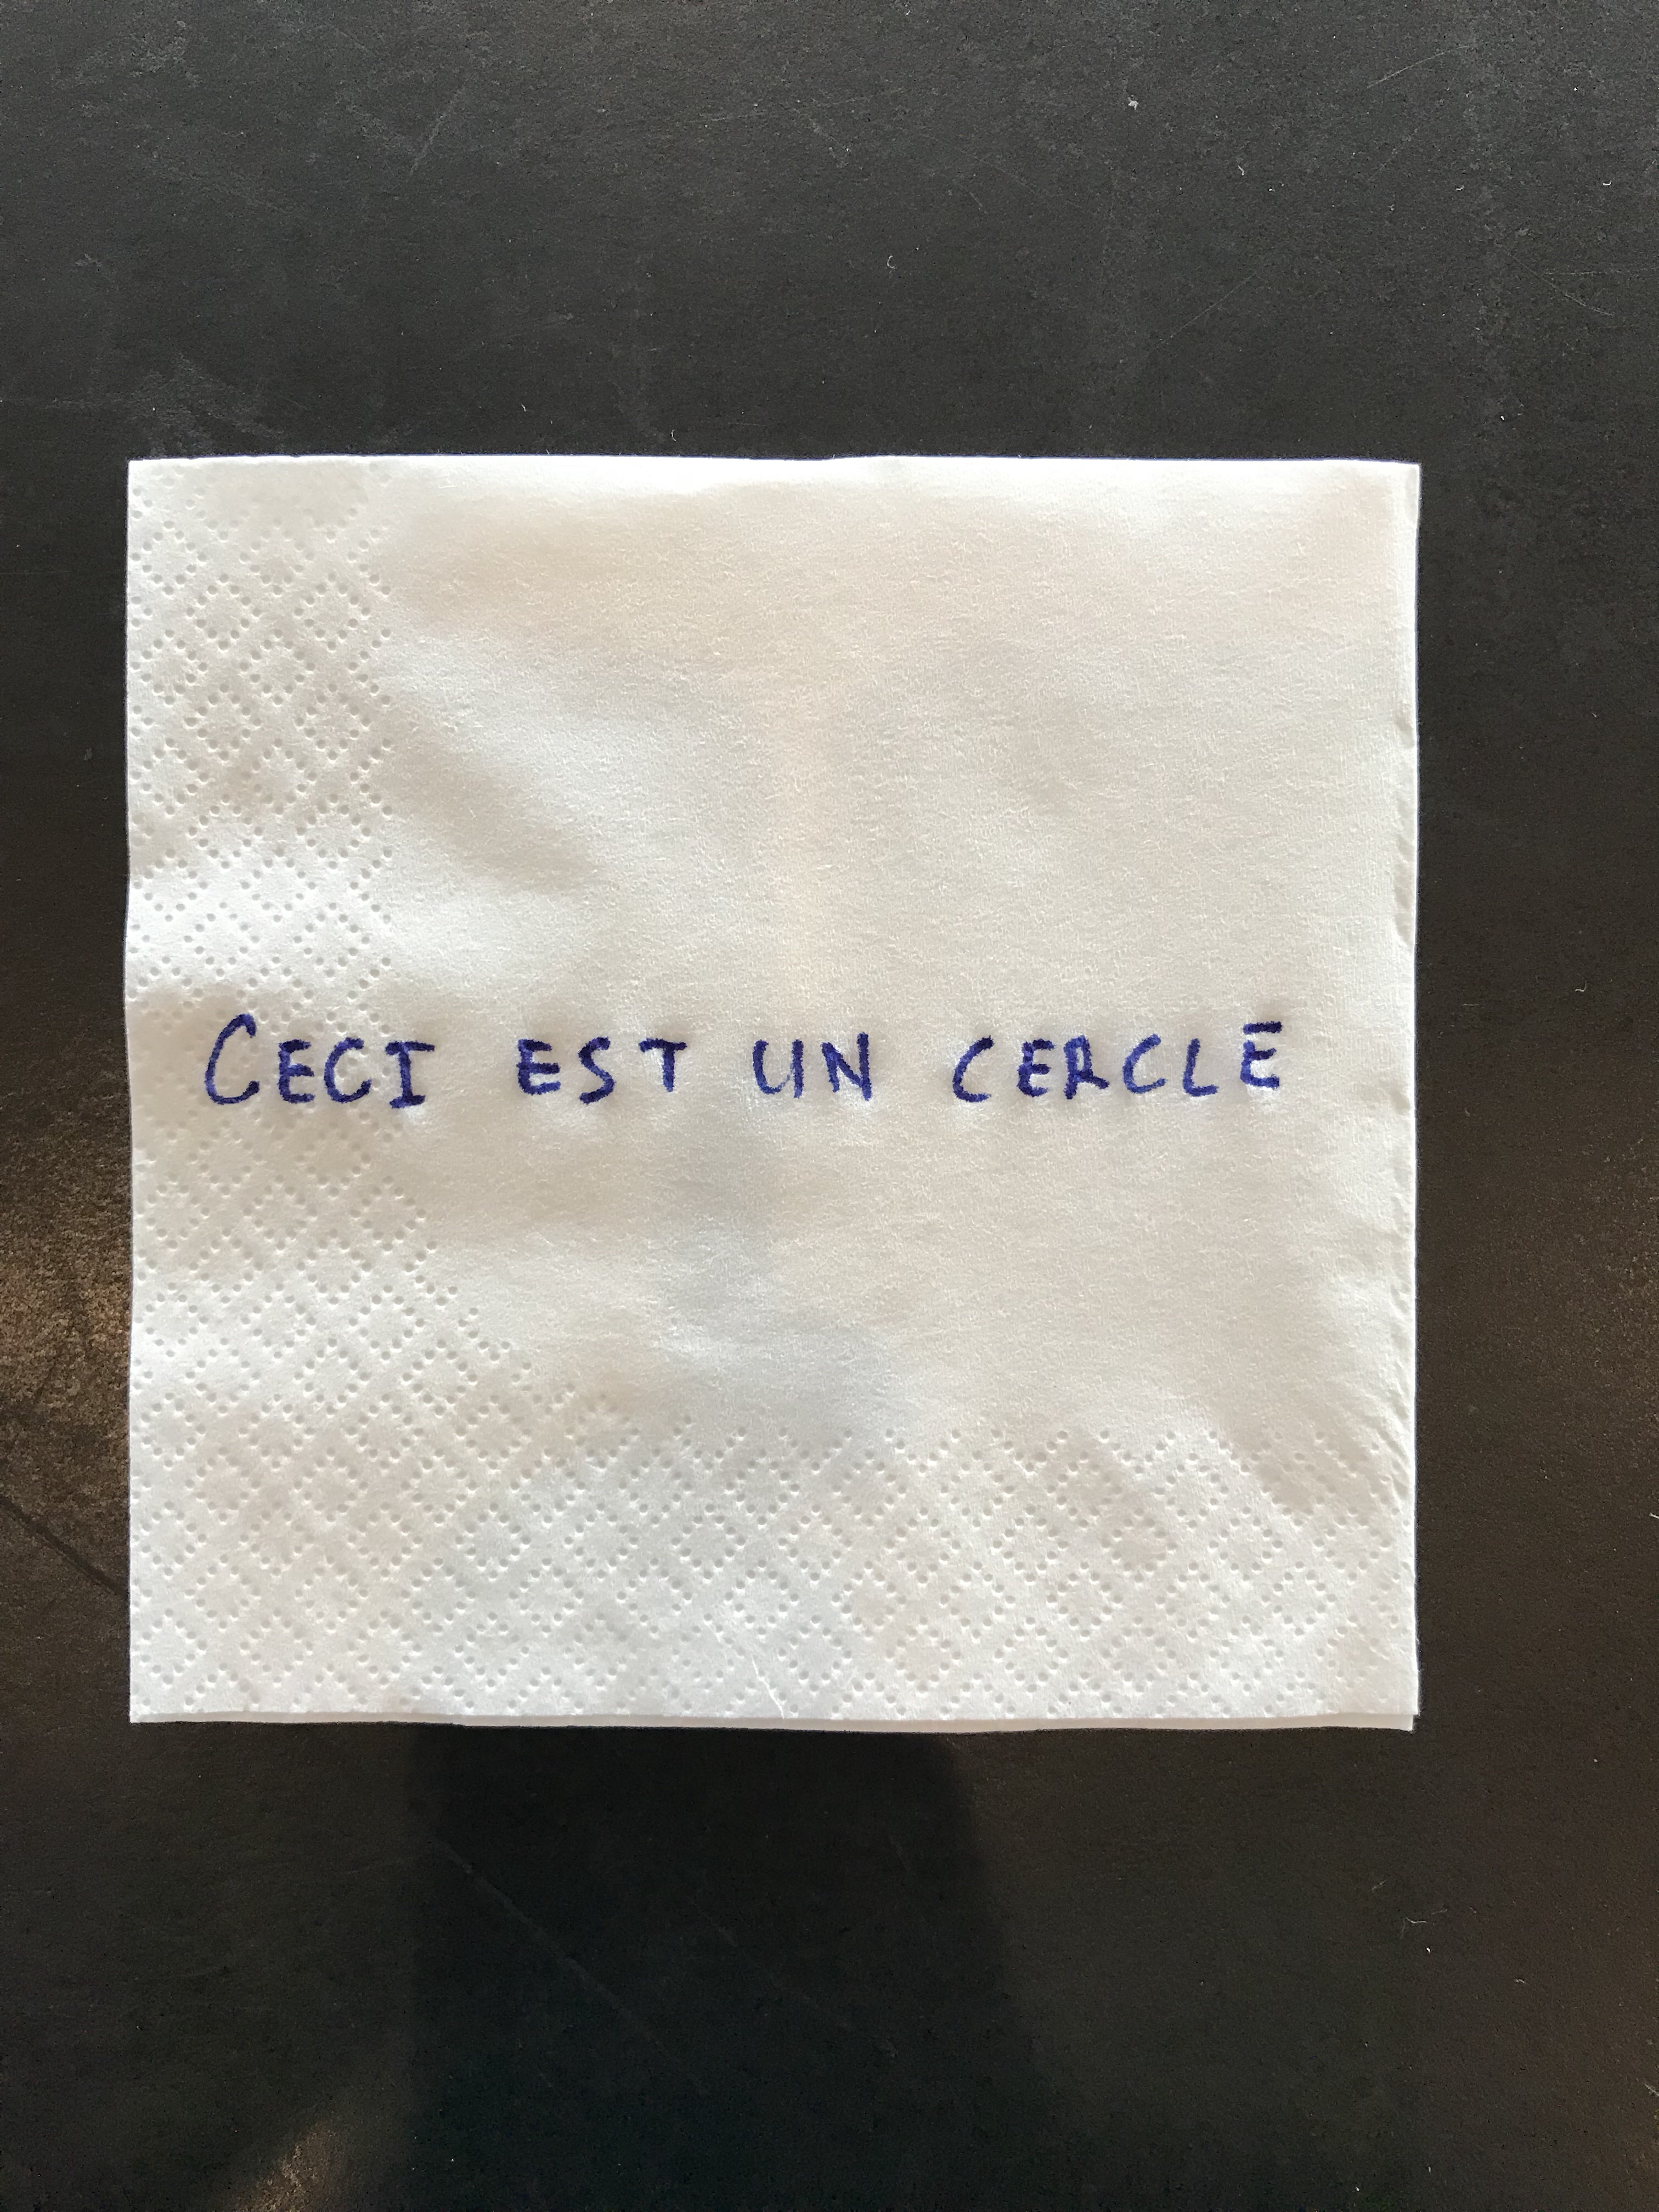 CECI EST UN CERCLE